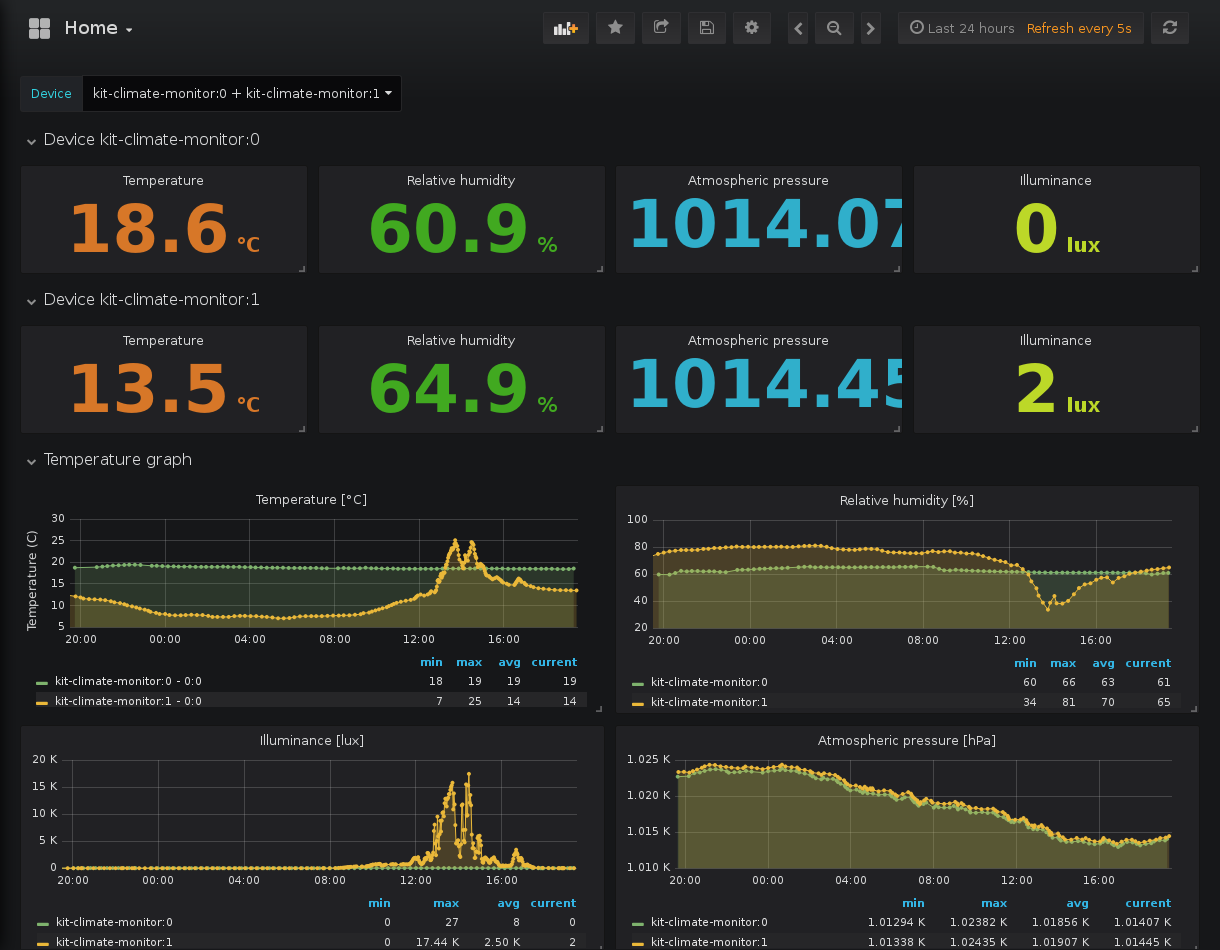 Home
Last 24 hours Refresh every 5s
Device kit-climate-monitor:0 + kit-climate-monitor:1
Device kit-climate-monitor:0
Temperature Relative humidity Atmospheric pressure Illuminance
18.6 °C 60.9 % 1014.07 0 lux
Device kit-climate-monitor:1
Temperature Relative humidity Atmospheric pressure Illuminance
13.5 °C 64.9 % 1014.45 2 lux
Temperature graph
Temperature [°C]
Temperature (C)
30
25
20
15
10
5
20:00 00:00 04:00 08:00 12:00 16:00
min max avg current
kit-climate-monitor:0 - 0:0 18 19 19 19
kit-climate-monitor:1 - 0:0 7 25 14 14
Relative humidity [%]
100
80
60
40
20
20:00 00:00 04:00 08:00 12:00 16:00
min max avg current
kit-climate-monitor:0 60 66 63 61
kit-climate-monitor:1 34 81 70 65
Illuminance [lux]
20 K
15 K
10 K
5 K
0
20:00 00:00 04:00 08:00 12:00 16:00
min max avg current
kit-climate-monitor:0 0 27 8 0
kit-climate-monitor:1 0 17.44 K 2.50 K 2
Atmospheric pressure [hPa]
1.025 K
1.020 K
1.015 K
1.010 K
20:00 00:00 04:00 08:00 12:00 16:00
min max avg current
kit-climate-monitor:0 1.01294 K 1.02382 K 1.01856 K 1.01407 K
kit-climate-monitor:1 1.01338 K 1.02435 K 1.01907 K 1.01445 K